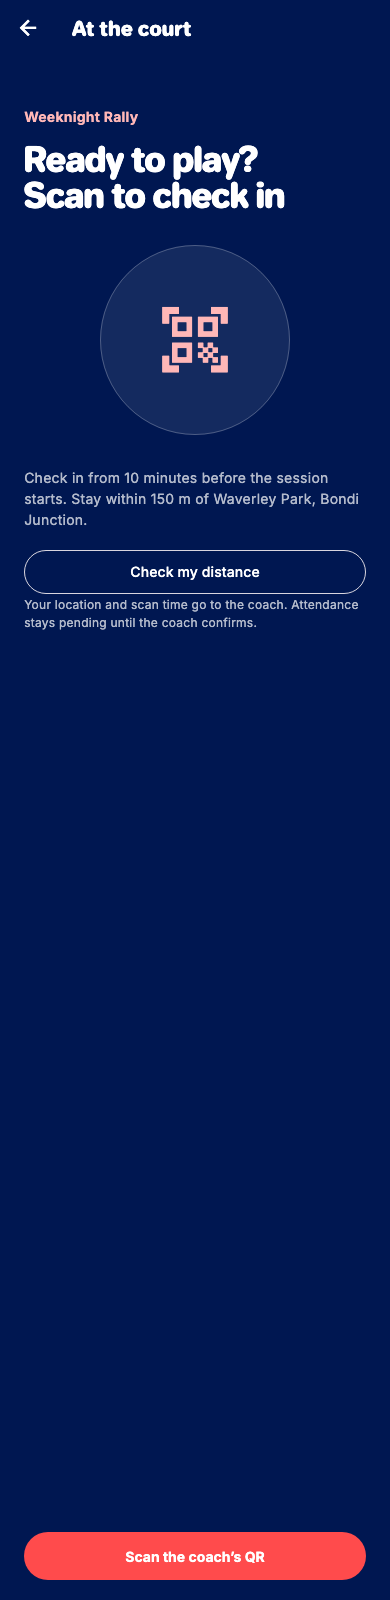 At the court
Weeknight Rally
Ready to play?
Scan to check in
Check in from 10 minutes before the session
starts. Stay within 150 m of Waverley Park, Bondi
Junction.
Check my distance
Your location and scan time go to the coach. Attendance
stays pending until the coach confirms.
Scan the coach’s QR